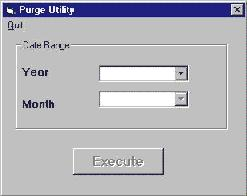 Purge Utility
Quit
Date Range
Year
Month
Execute